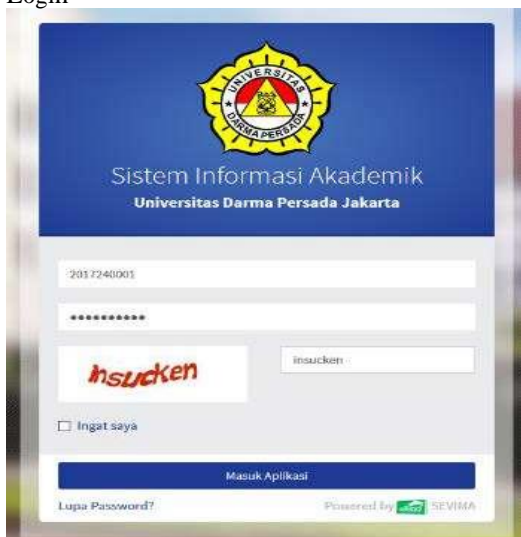 Login
UNIVERSITAS
DARMA PERSADA
Sistem Informasi Akademik
Universitas Darma Persada Jakarta
2017240001
••••••••••
insucken
insucken
Ingat saya
Masuk Aplikasi
Lupa Password?
Powered by SEVIMA